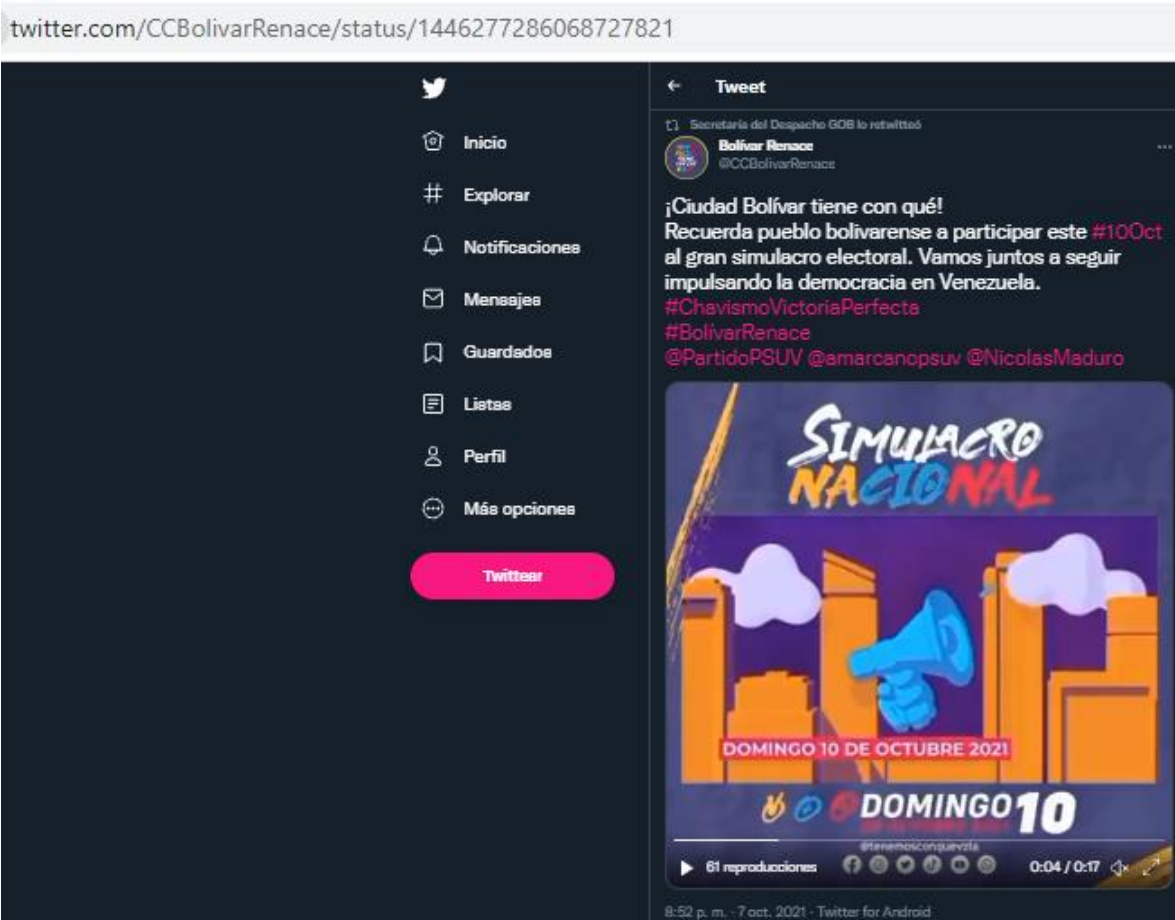 twitter.com/CCBolivarRenace/status/1446277286068727821
Inicio
Explorar
Notificaciones
Mensajes
Guardados
Listas
Perfil
Más opciones
Twittear
Tweet
Secretaría del Despacho GOB lo retwitteó
Bolívar Renace
@CCBolivarRenace
¡Ciudad Bolívar tiene con qué!
Recuerda pueblo bolivarense a participar este #10Oct
al gran simulacro electoral. Vamos juntos a seguir
impulsando la democracia en Venezuela.
#ChavismoVictoriaPerfecta
#BolívarRenace
@PartidoPSUV @amarcanopsuv @NicolasMaduro
SIMULACRO
NACIONAL
DOMINGO 10 DE OCTUBRE 2021
DOMINGO 10
@tenemosconquevzla
61 reproducciones
0:04 / 0:17
8:52 p. m. · 7 oct. 2021 · Twitter for Android